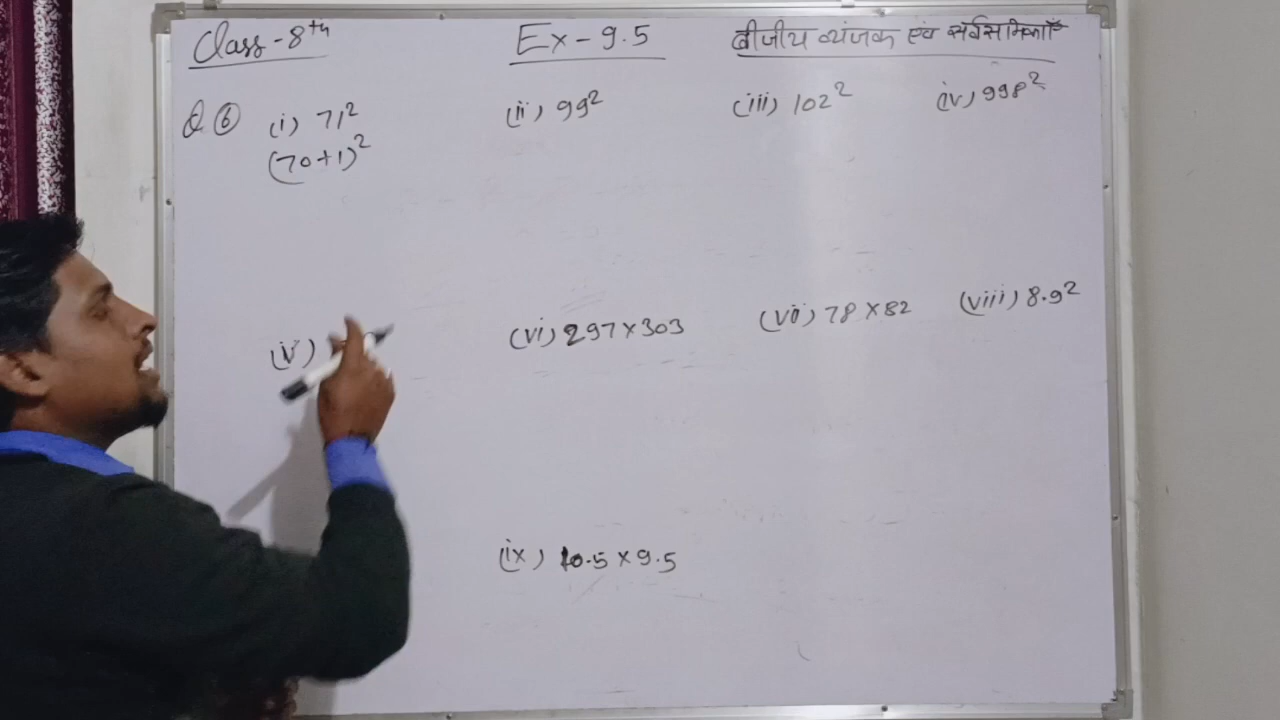 Class-8th Ex-9.5 बीजीय व्यंजक एवं सर्वसमिकाएँ
Q.⑥ (i) 71² (ii) 99² (iii) 102² (iv) 998²
(70+1)²
(v) (vi) 297×303 (vii) 78×82 (viii) 8.9²
(ix) 10.5×9.5